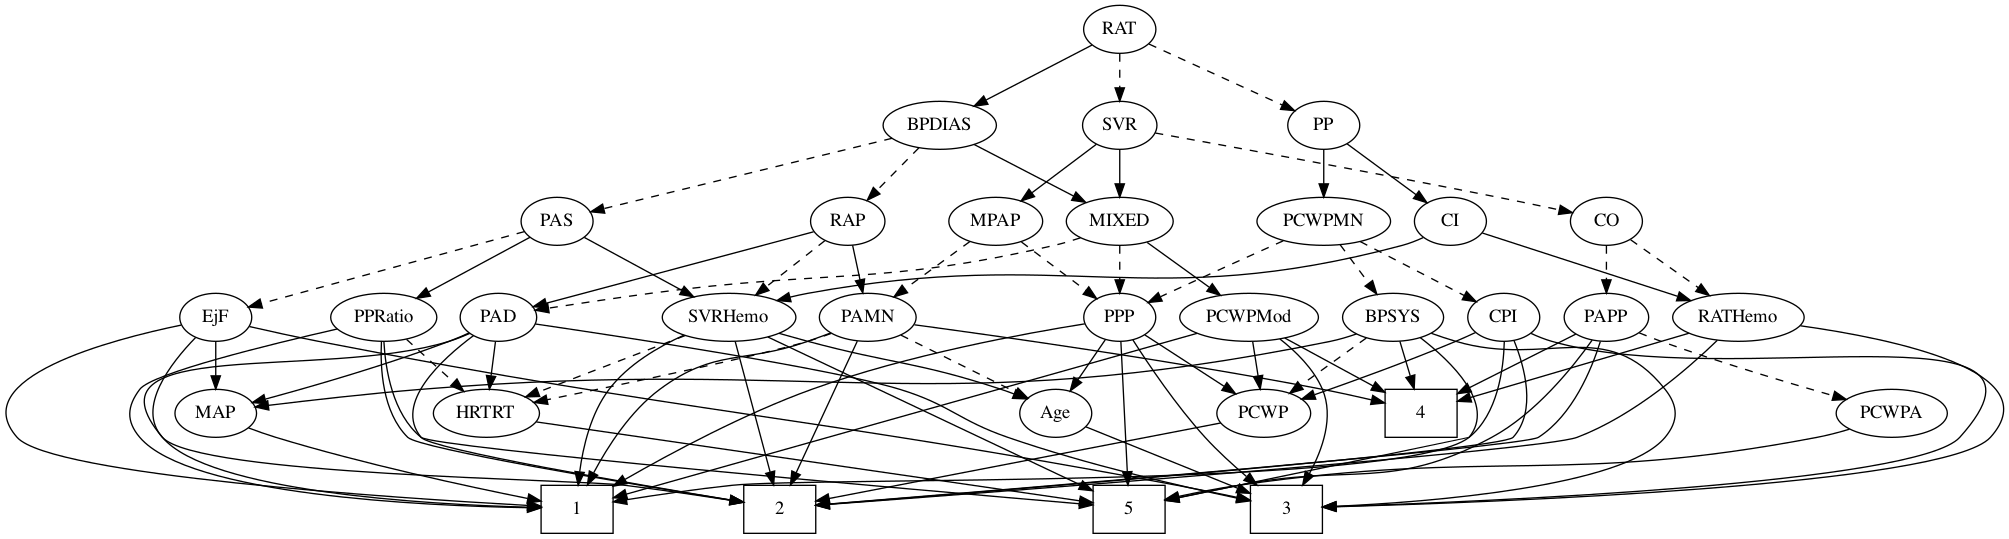 RAT
BPDIAS SVR PP
PAS RAP MPAP MIXED PCWPMN CI CO
EjF PPRatio PAD SVRHemo PAMN PPP PCWPMod BPSYS CPI PAPP RATHemo
MAP HRTRT Age PCWP 4 PCWPA
1 2 5 3